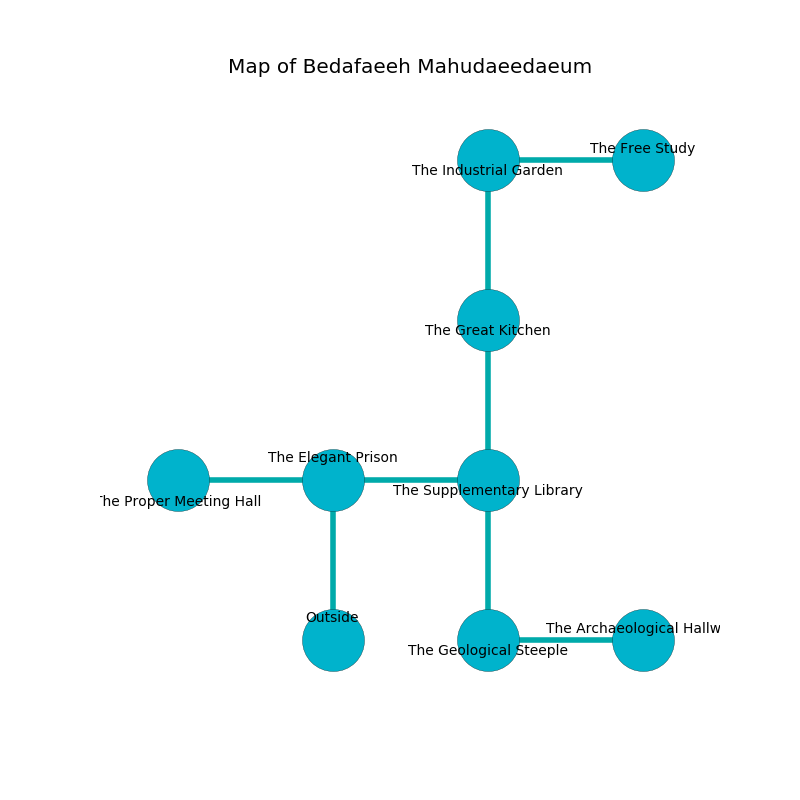 Map of Bedafaeeh Mahudaeedaeum
The Free Study
The Industrial Garden
The Great Kitchen
The Elegant Prison
The Supplementary Library
he Proper Meeting Hall
Outside
The Archaeological Hallw
The Geological Steeple